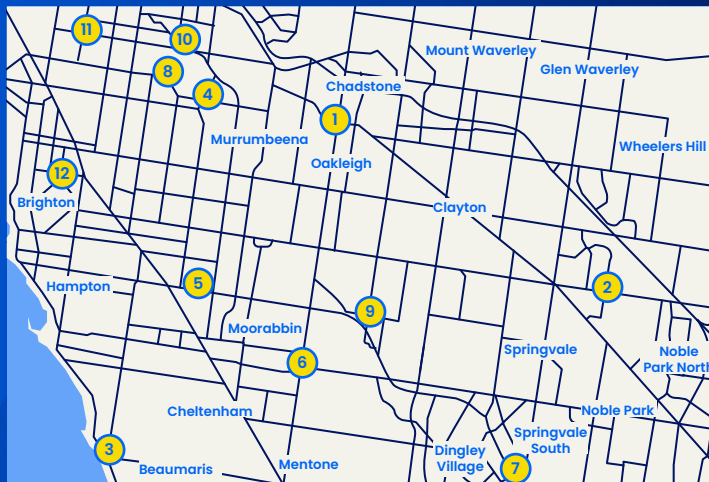 11
10
Mount Waverley
8
Glen Waverley
Chadstone
4
1
Murrumbeena
Wheelers Hill
Oakleigh
12
Brighton
Clayton
5
Hampton
2
9
Moorabbin
Springvale
Noble
Park North
6
Cheltenham
Noble Park
Springvale
South
3
Dingley
Village
Beaumaris
Mentone
7